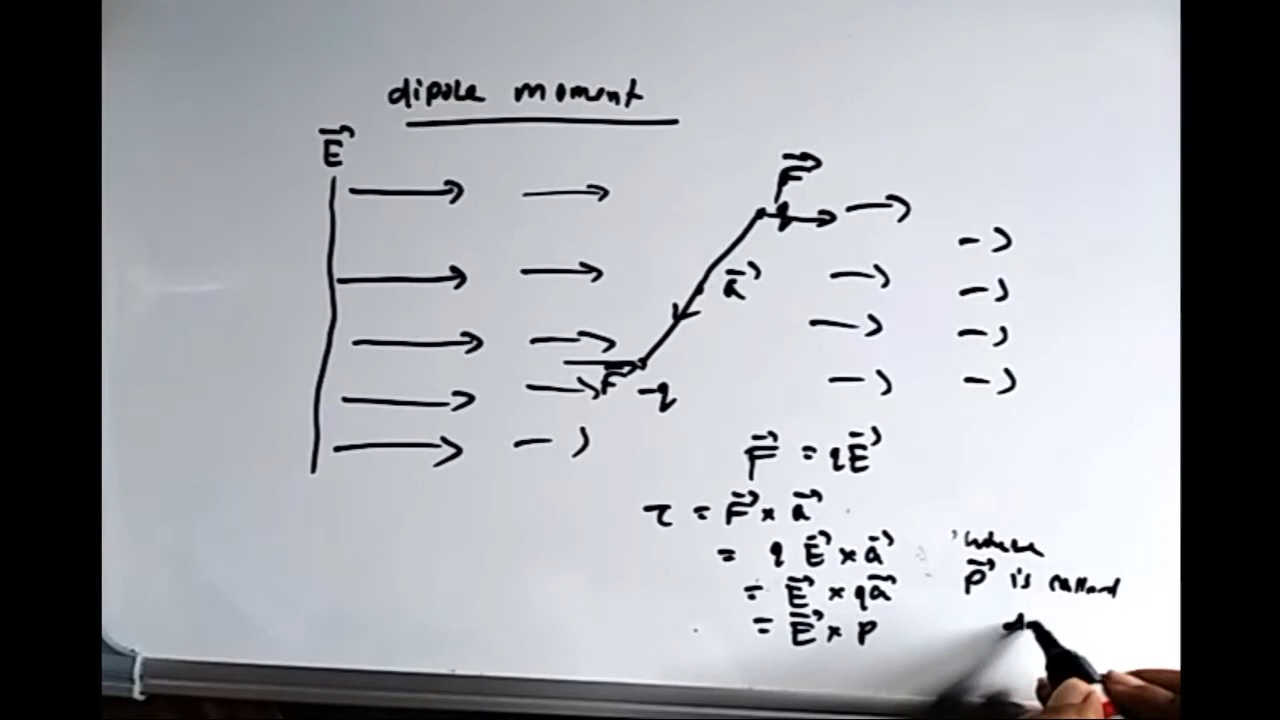 dipole moment
E⃗
F⃗
q
a⃗
F⃗
-q
F⃗ = qE⃗
τ = F⃗ × a⃗
= q E⃗ × a⃗
= E⃗ × qa⃗
= E⃗ × p
where
P⃗ is called